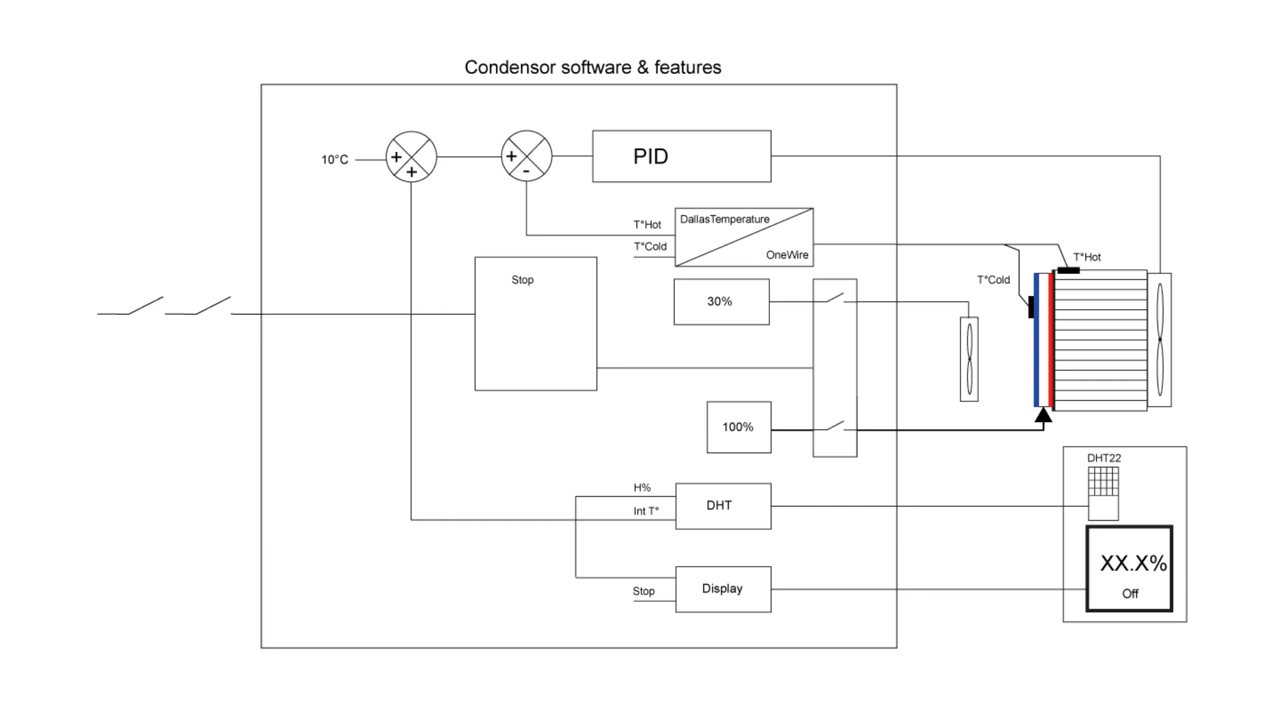 Condensor software & features
10°C
+
+
+
-
PID
T°Hot
T°Cold
DallasTemperature
OneWire
T°Hot
T°Cold
Stop
30%
100%
H%
Int T°
DHT
DHT22
Stop
Display
XX.X%
Off